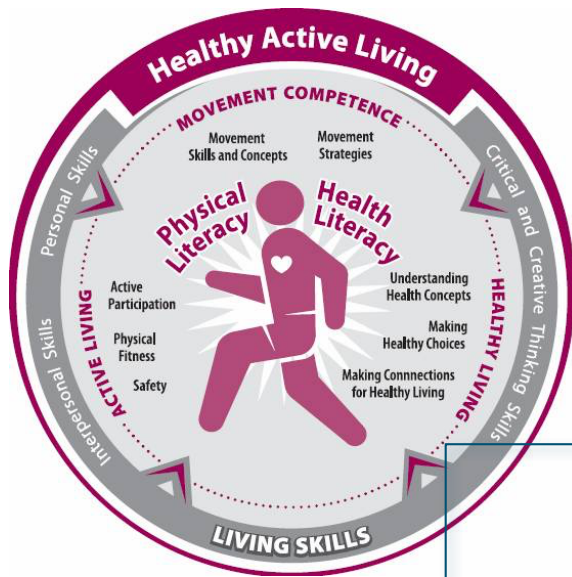 Healthy Active Living
MOVEMENT COMPETENCE
Movement
Skills and Concepts
Movement
Strategies
Personal Skills
Critical and Creative Thinking Skills
Physical
Literacy
Health
Literacy
Active
Participation
Physical
Fitness
Safety
ACTIVE LIVING
Interpersonal Skills
Understanding
Health Concepts
Making
Healthy Choices
Making Connnections
for Healthy Living
HEALTHY LIVING
LIVING SKILLS